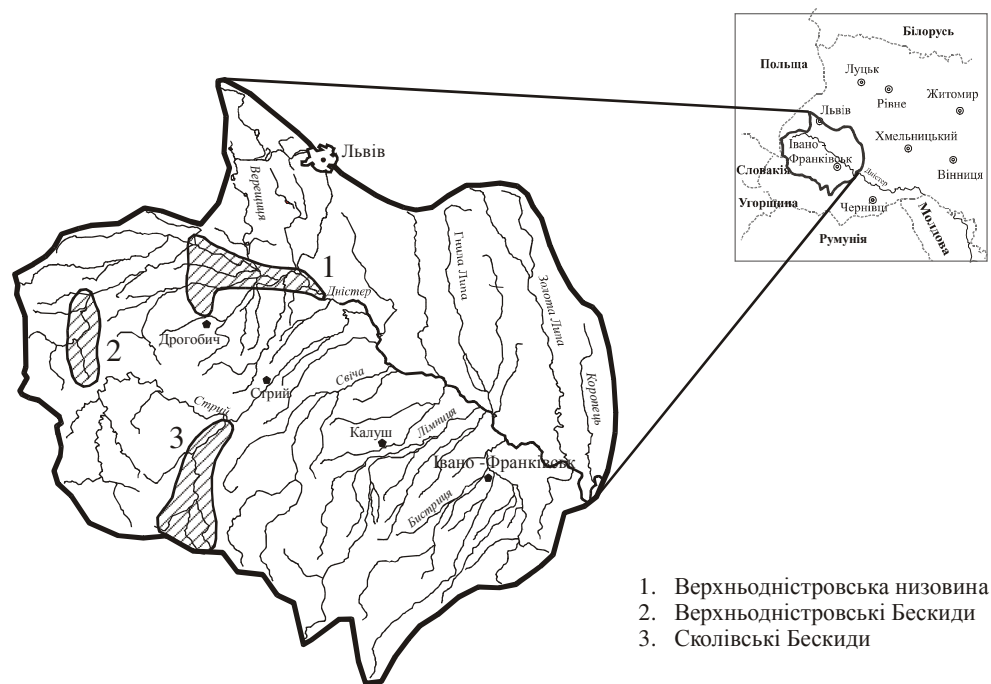 Білорусь
Польща
Луцьк
Рівне
Житомир
Львів
Хмельницький
Івано
Франківськ
Словакія
Дністер
Вінниця
Угорщина
Чернівці
Румунія
Молдова
Львів
Верещиця
1
Дністер
Гнила Липа
Золота Липа
Дрогобич
2
Свіча
Стрий
Стрий
Коропець
3
Калуш
Лімниця
Івано -Франківськ
Бистриця
1. Верхньодністровська низовина
2. Верхньодністровські Бескиди
3. Сколівські Бескиди